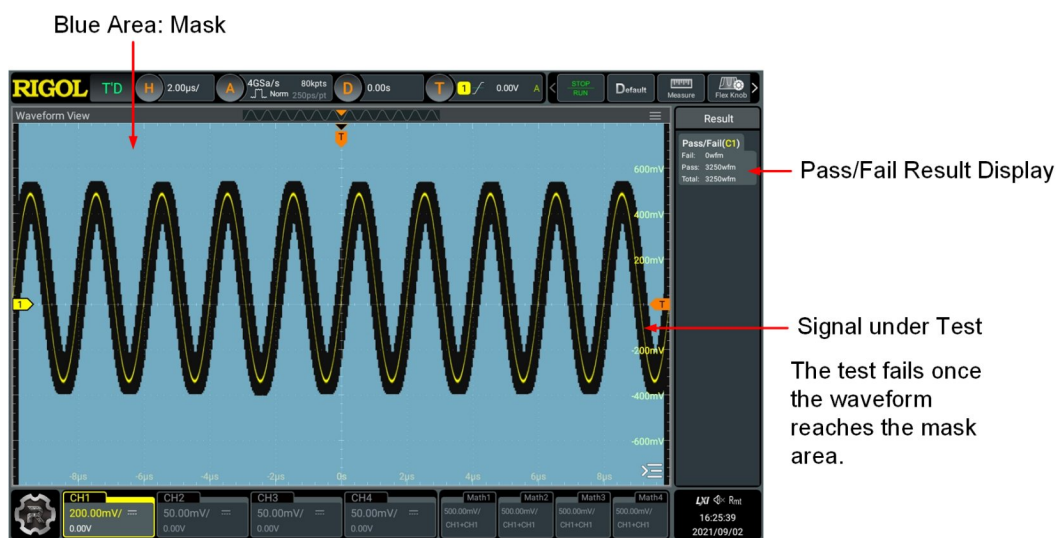 Blue Area: Mask
RIGOL T'D H 2.00μs/ A 4GSa/s 80kpts Norm 250ps/pt D 0.00s T 1 0.00V A < STOP RUN Default Measure Flex Knob >
Waveform View
T
Result
Pass/Fail(C1)
Fail: 0wfm
Pass: 3250wfm
Total: 3250wfm
Pass/Fail Result Display
600mV
400mV
200mV
1
T
-200mV
-400mV
-600mV
Signal under Test
The test fails once
the waveform
reaches the mask
area.
-8μs -6μs -4μs -2μs 0s 2μs 4μs 6μs 8μs
CH1 CH2 CH3 CH4 Math1 Math2 Math3 Math4
200.00mV/ 50.00mV/ 50.00mV/ 50.00mV/ 500.00mV/ 500.00mV/ 500.00mV/ 500.00mV/
0.00V 0.00V 0.00V 0.00V CH1+CH1 CH1+CH1 CH1+CH1 CH1+CH1
LXI Rmt
16:25:39
2021/09/02